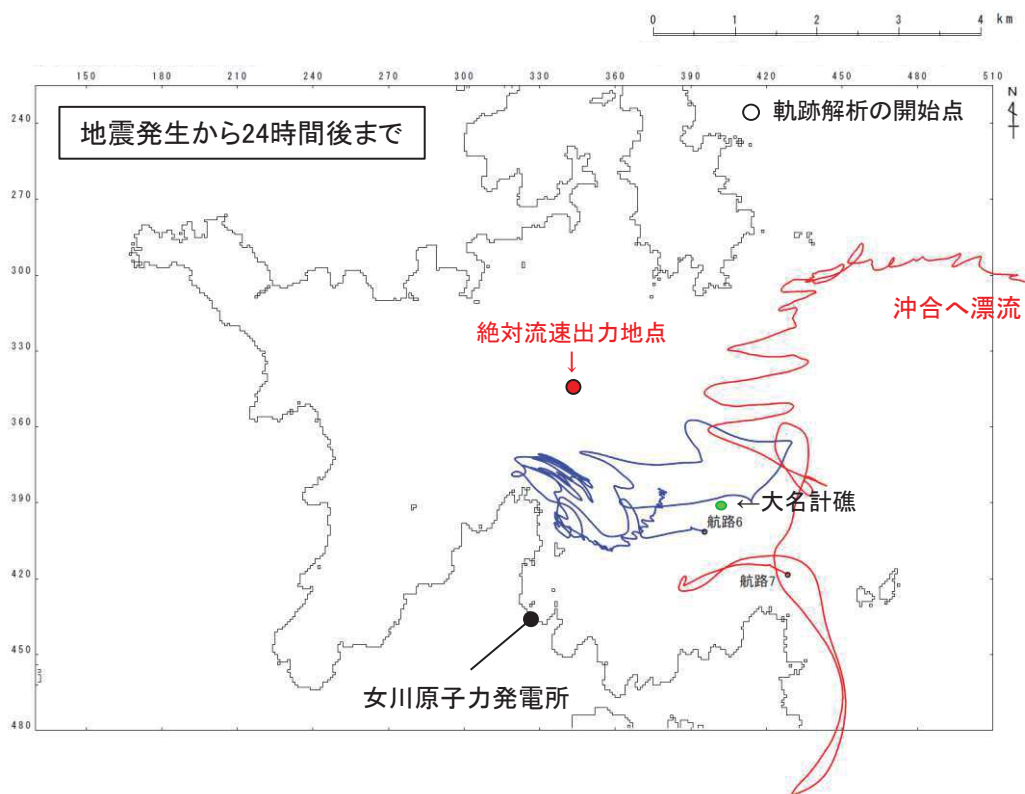 0 1 2 3 4 km
150 180 210 240 270 300 330 360 390 420 450 480 510
N
240
270
300
330
360
390
420
450
480
地震発生から24時間後まで
軌跡解析の開始点
沖合へ漂流
絶対流速出力地点
↓
←大名計礁
航路6
航路7
女川原子力発電所